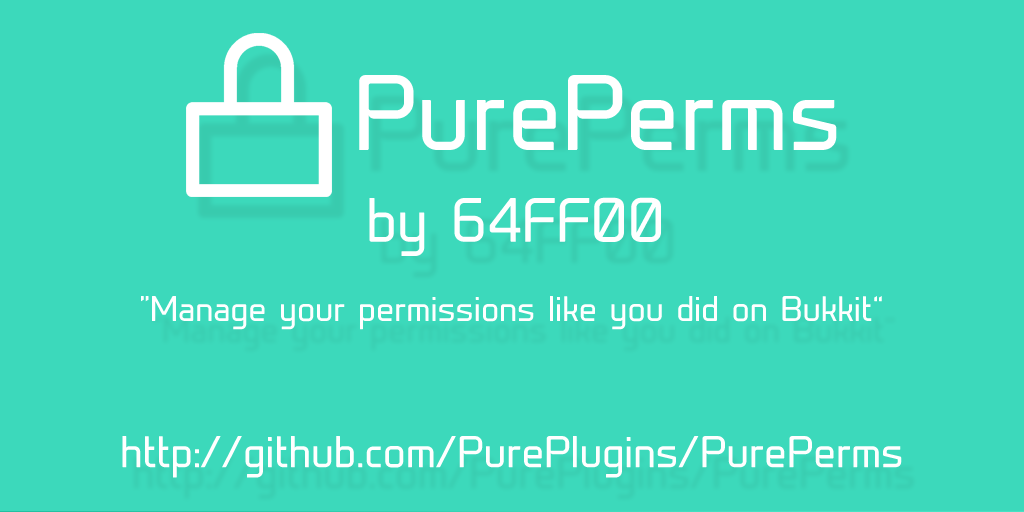 PurePerms
by 64FF00
"Manage your permissions like you did on Bukkit“
http://github.com/PurePlugins/PurePerms